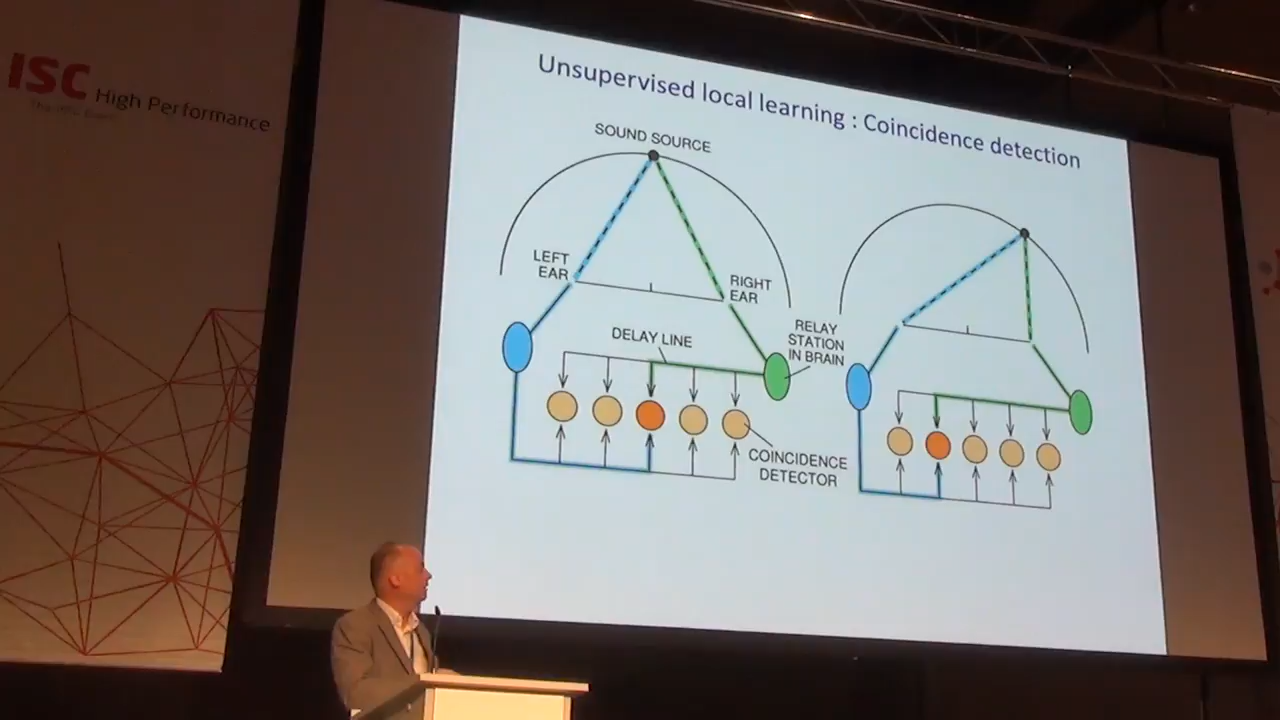 ISC High Performance
Unsupervised local learning : Coincidence detection
SOUND SOURCE
LEFT
EAR
RIGHT
EAR
DELAY LINE
RELAY
STATION
IN BRAIN
COINCIDENCE
DETECTOR